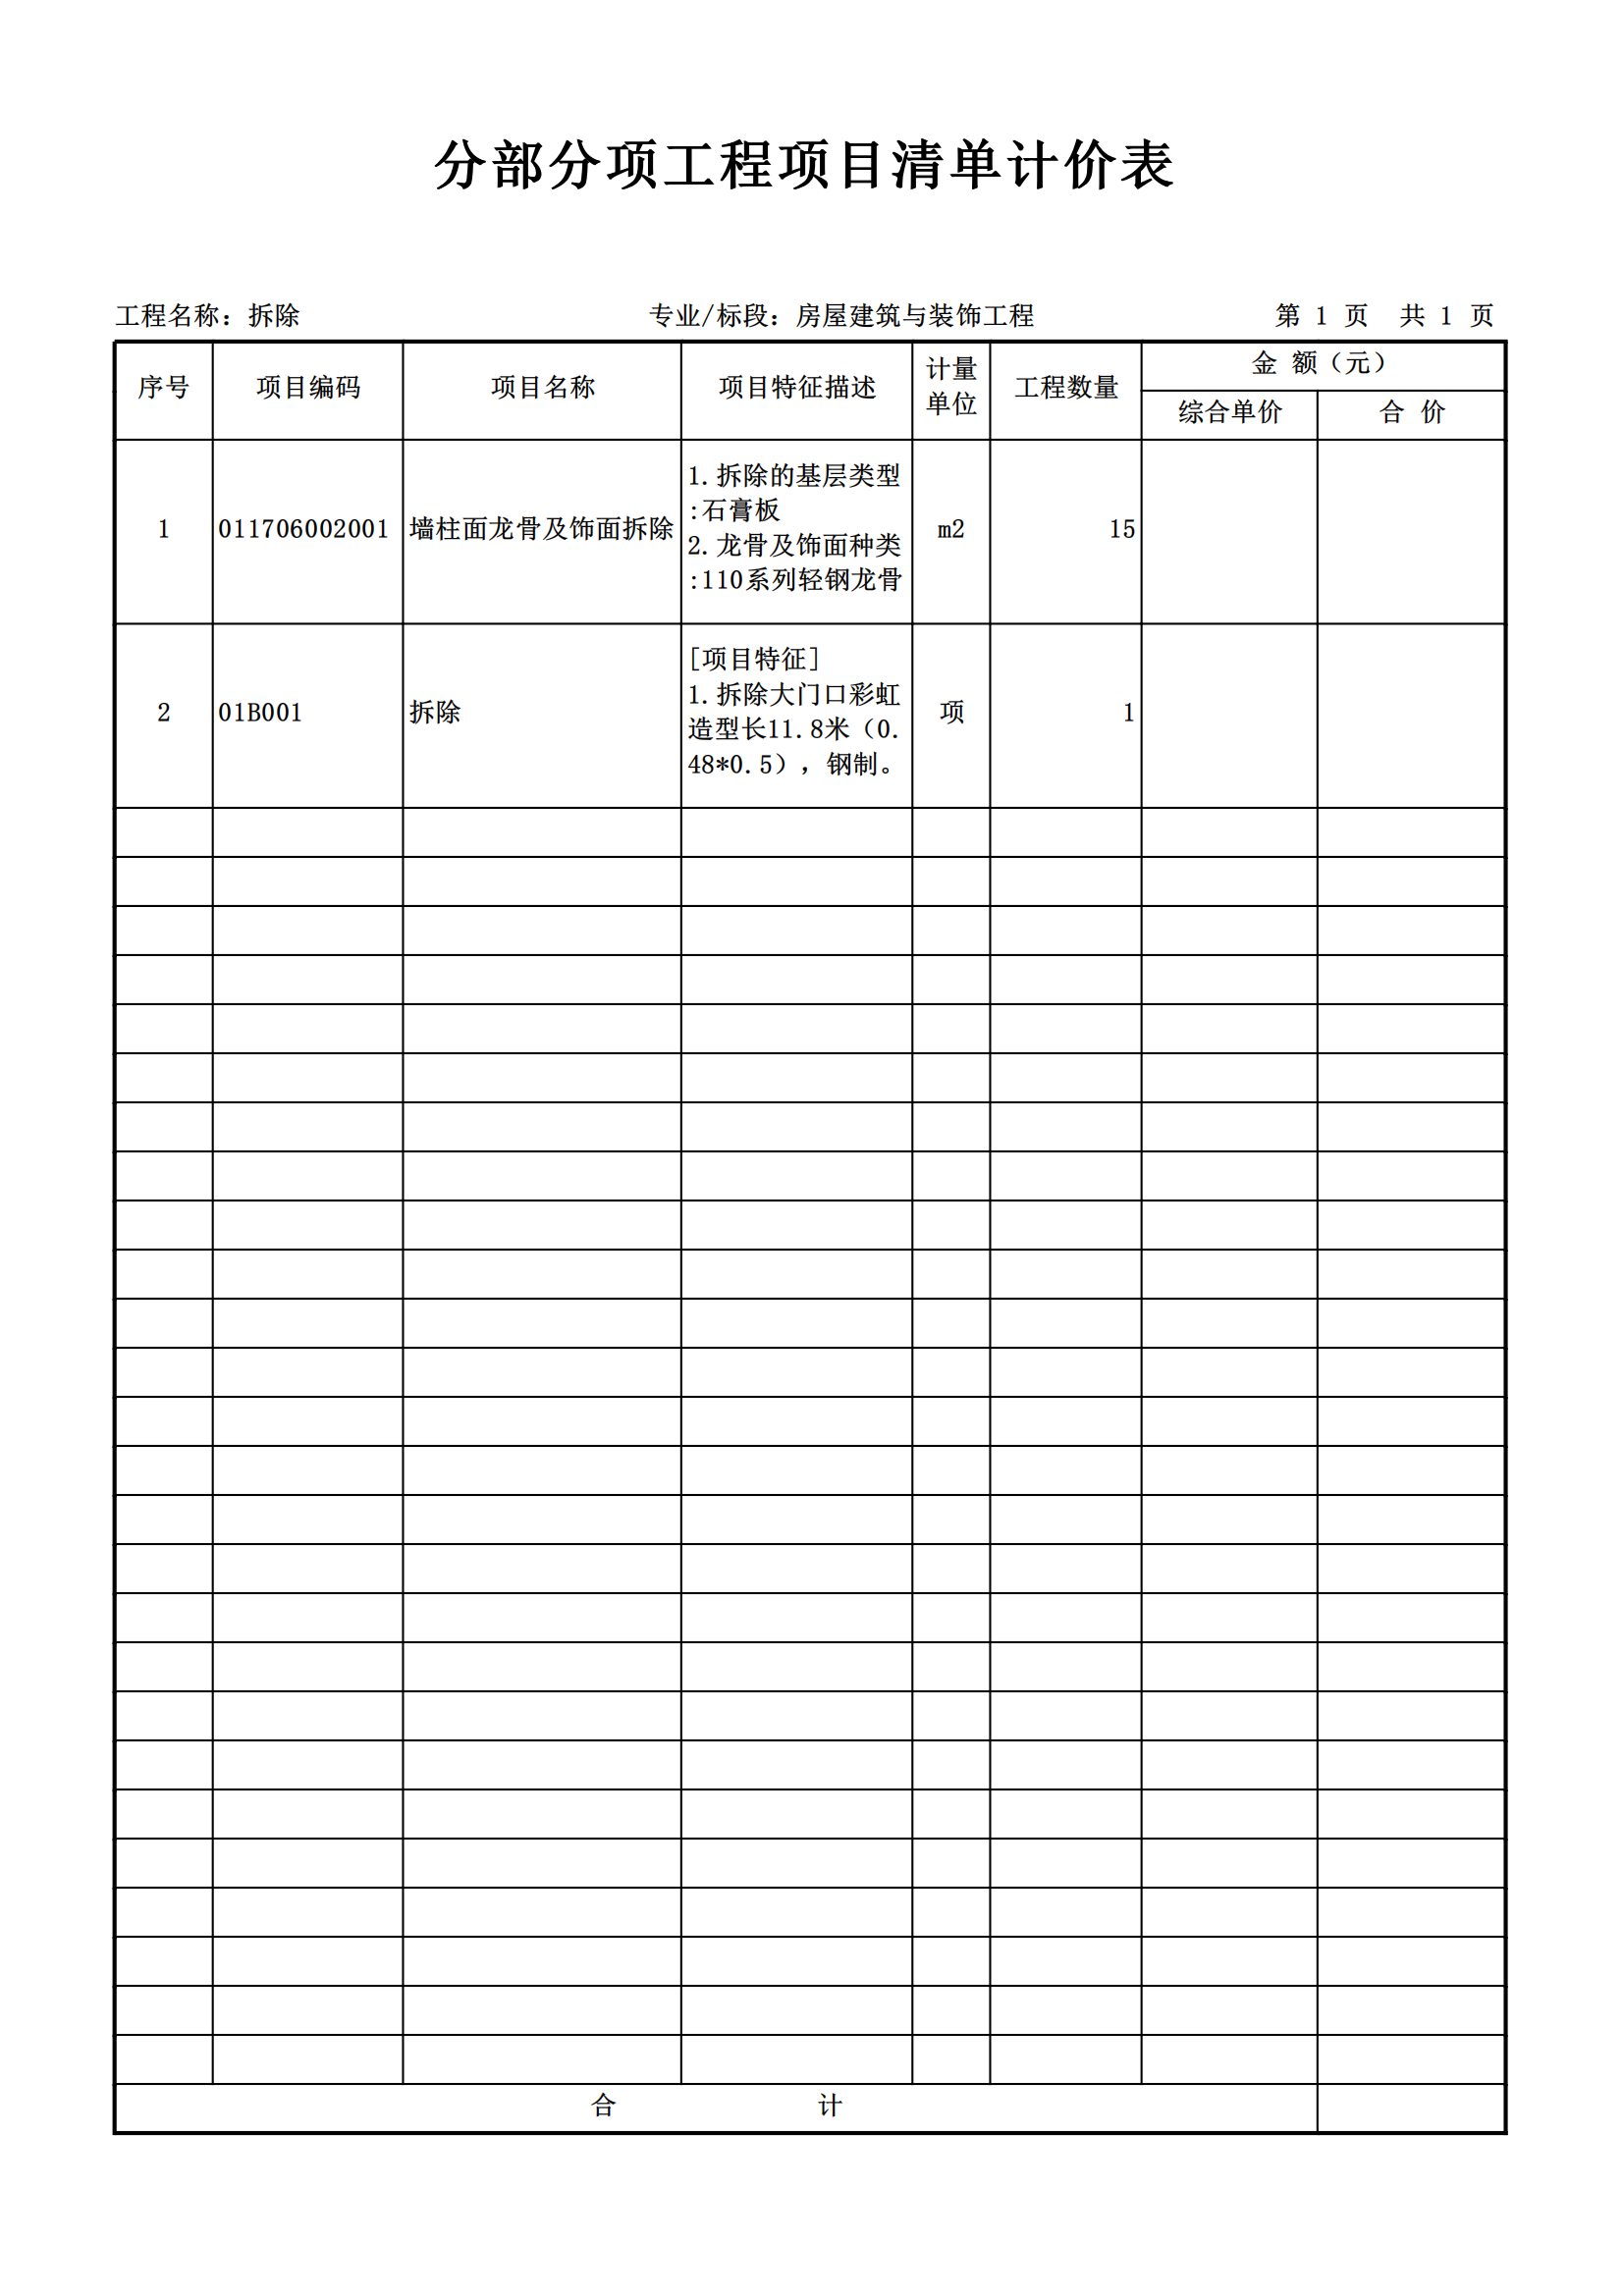 分部分项工程项目清单计价表
工程名称：拆除 专业/标段：房屋建筑与装饰工程 第 1 页 共 1 页
序号 项目编码 项目名称 项目特征描述 计量 工程数量 金 额（元）
单位 综合单价 合 价
1 011706002001 墙柱面龙骨及饰面拆除 m2 15
1.拆除的基层类型
:石膏板
2.龙骨及饰面种类
:110系列轻钢龙骨
2 01B001 拆除 项 1
[项目特征]
1.拆除大门口彩虹
造型长11.8米（0.
48*0.5），钢制。
合 计